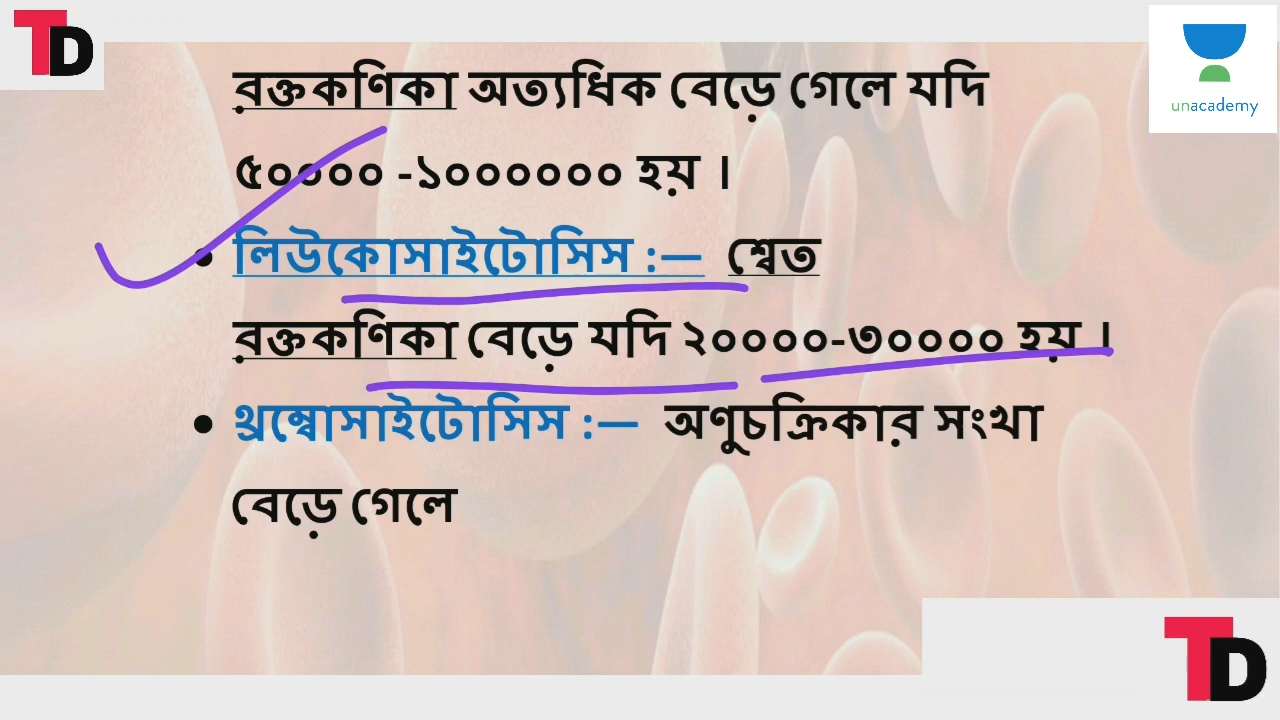 TD
unacademy
রক্তকণিকা অত্যধিক বেড়ে গেলে যদি
৫০০০০ -১০০০০০০ হয় ।
• লিউকোসাইটোসিস :— শ্বেত
রক্তকণিকা বেড়ে যদি ২০০০০-৩০০০০ হয় ।
• থ্রম্বোসাইটোসিস :— অণুচক্রিকার সংখা
বেড়ে গেলে
TD